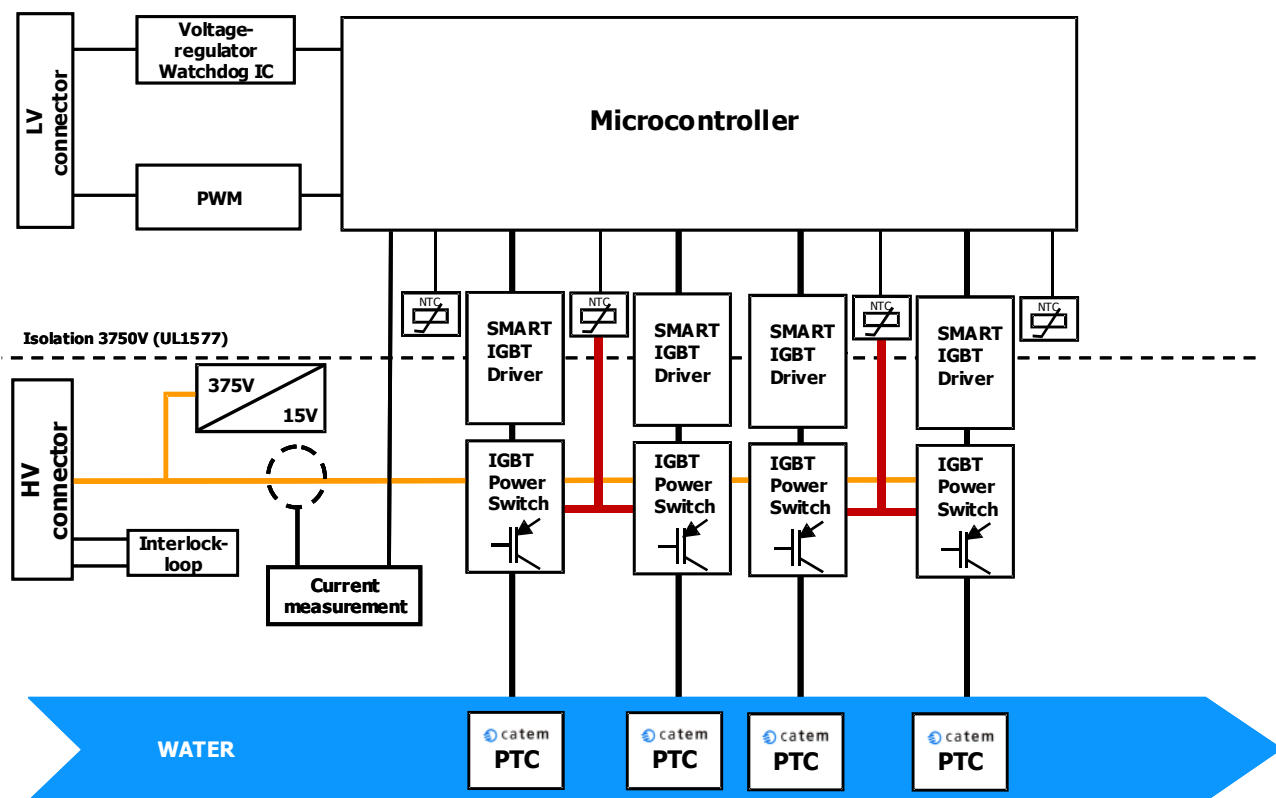 Voltage-
regulator
Watchdog IC
LV
connector
Microcontroller
PWM
NTC
NTC
NTC
NTC
SMART
IGBT
Driver
SMART
IGBT
Driver
SMART
IGBT
Driver
SMART
IGBT
Driver
Isolation 3750V (UL1577)
375V
15V
HV
connector
IGBT
Power
Switch
IGBT
Power
Switch
IGBT
Power
Switch
IGBT
Power
Switch
Interlock-
loop
Current
measurement
WATER
catem
PTC
catem
PTC
catem
PTC
catem
PTC